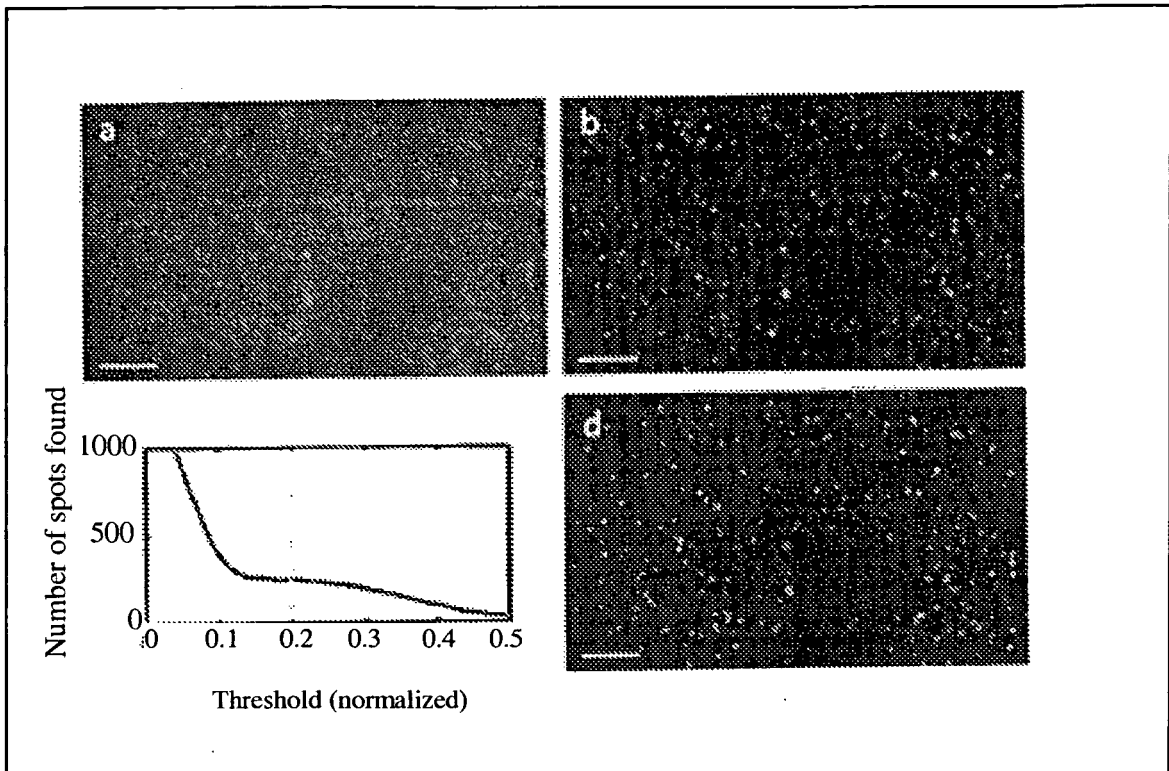 a
b
Number of spots found
1000
500
0
0 0.1 0.2 0.3 0.4 0.5
Threshold (normalized)
d